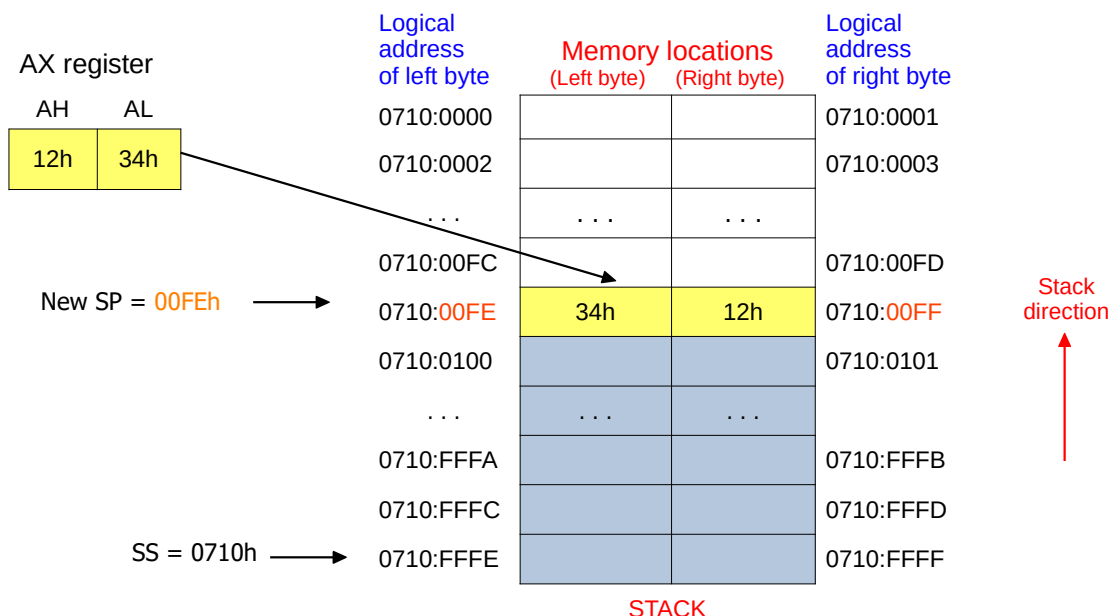 Logical
address
of left byte
Memory locations
(Left byte) (Right byte)
Logical
address
of right byte
AX register
AH AL
12h 34h
0710:0000 0710:0001
0710:0002 0710:0003
. . . . . . . . .
0710:00FC 0710:00FD
New SP = 00FEh 0710:00FE 34h 12h 0710:00FF
Stack
direction
0710:0100 0710:0101
. . . . . . . . .
0710:FFFA 0710:FFFB
0710:FFFC 0710:FFFD
SS = 0710h 0710:FFFE 0710:FFFF
STACK